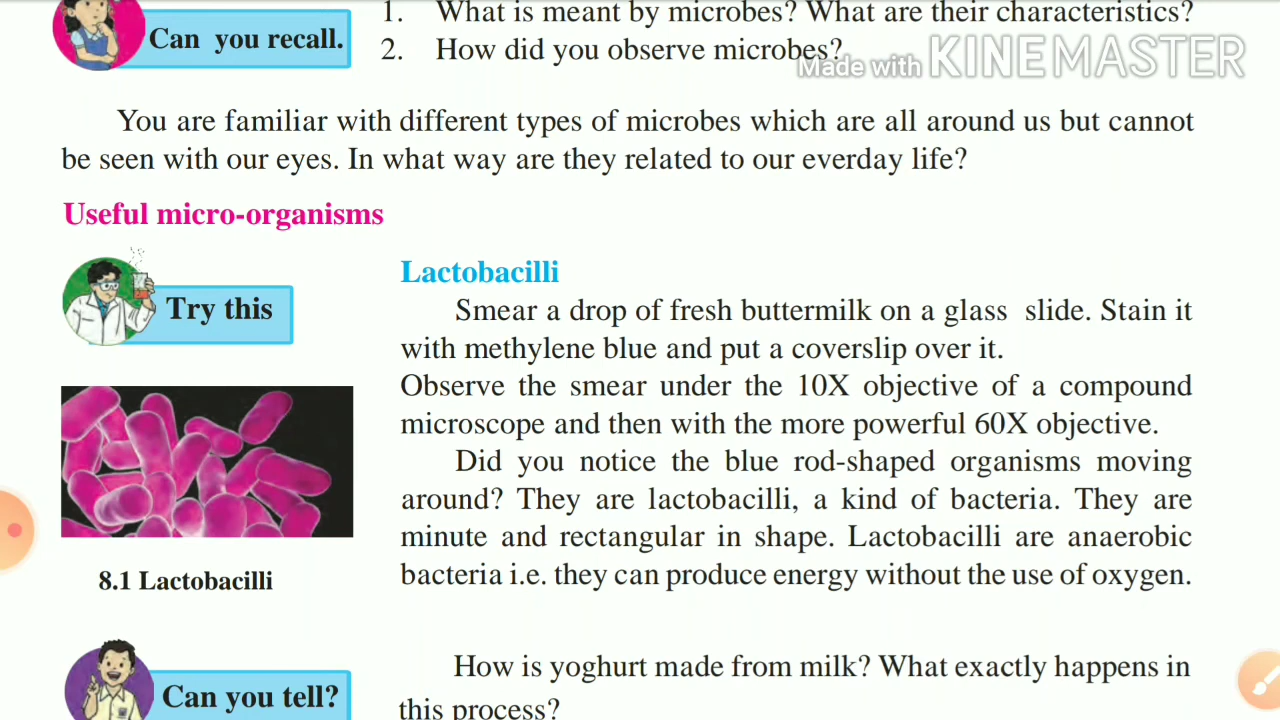 1. What is meant by microbes? What are their characteristics?
Can you recall.
2. How did you observe microbes?
Made with KINEMASTER
You are familiar with different types of microbes which are all around us but cannot
be seen with our eyes. In what way are they related to our everday life?
Useful micro-organisms
Try this
Lactobacilli
Smear a drop of fresh buttermilk on a glass slide. Stain it
with methylene blue and put a coverslip over it.
Observe the smear under the 10X objective of a compound
microscope and then with the more powerful 60X objective.
Did you notice the blue rod-shaped organisms moving
around? They are lactobacilli, a kind of bacteria. They are
minute and rectangular in shape. Lactobacilli are anaerobic
bacteria i.e. they can produce energy without the use of oxygen.
8.1 Lactobacilli
Can you tell?
How is yoghurt made from milk? What exactly happens in
this process?